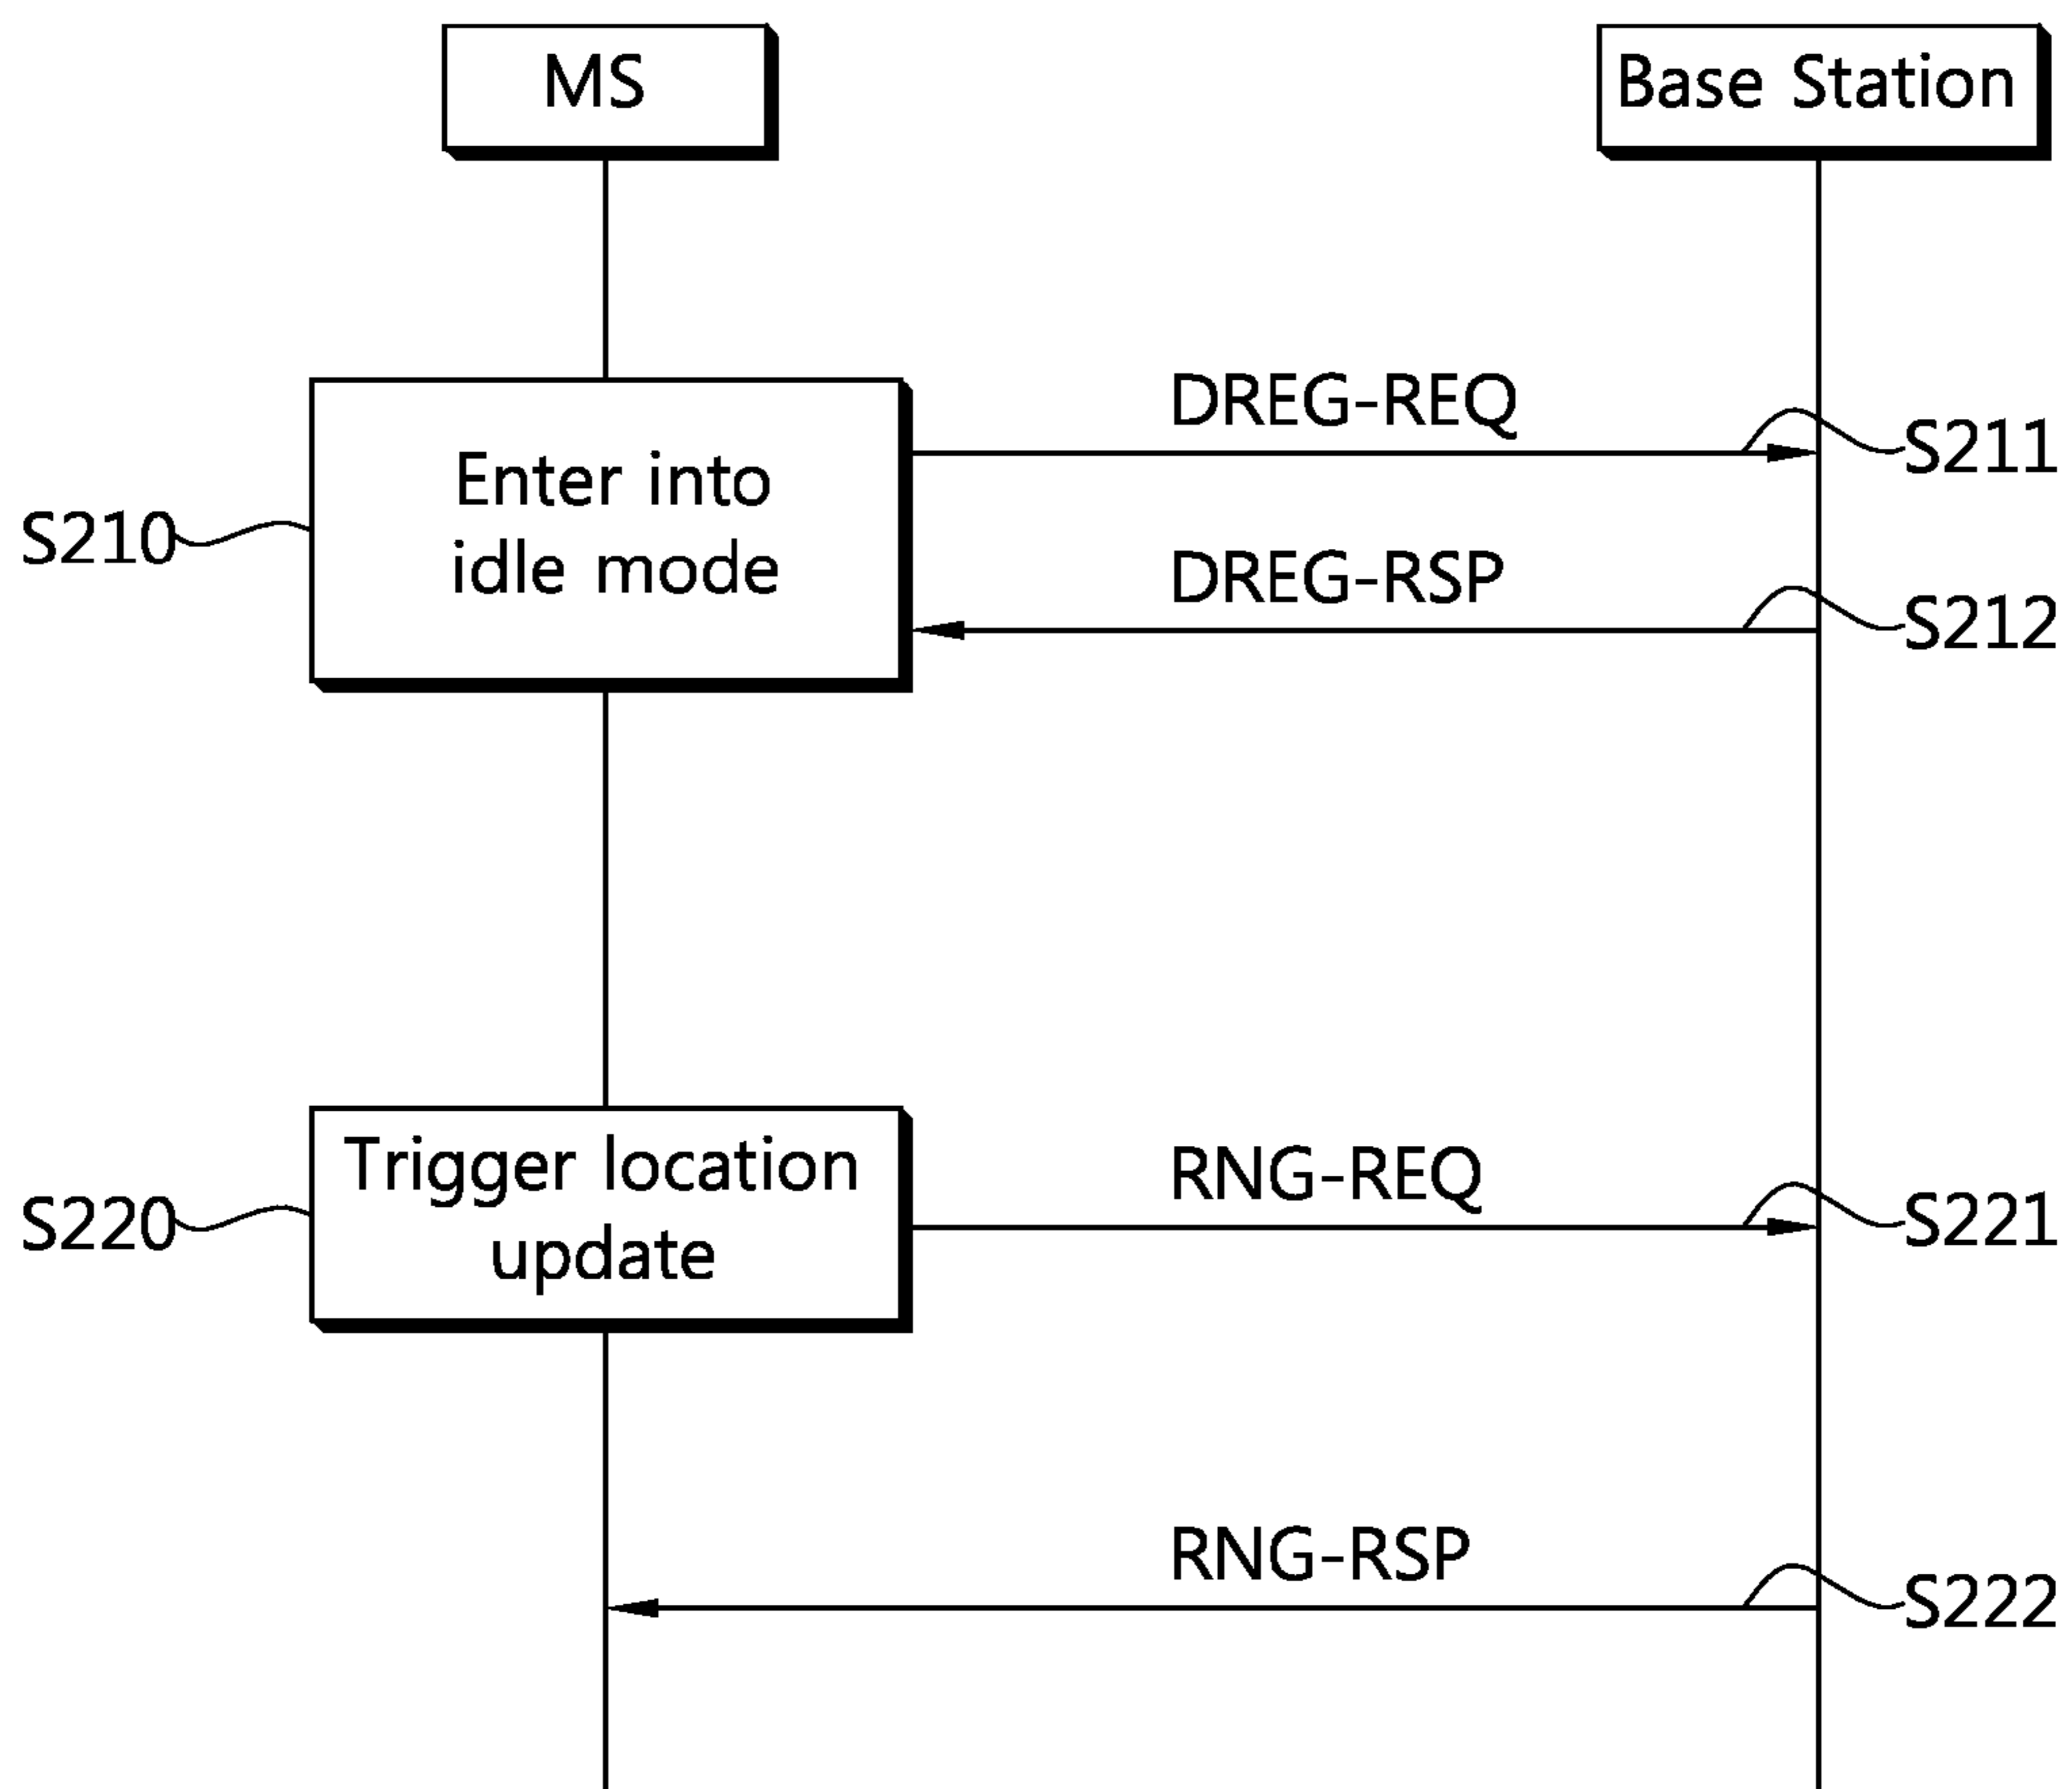 MS
Base Station
DREG-REQ
S211
Enter into
idle mode
S210
DREG-RSP
S212
Trigger location
update
S220
RNG-REQ
S221
RNG-RSP
S222